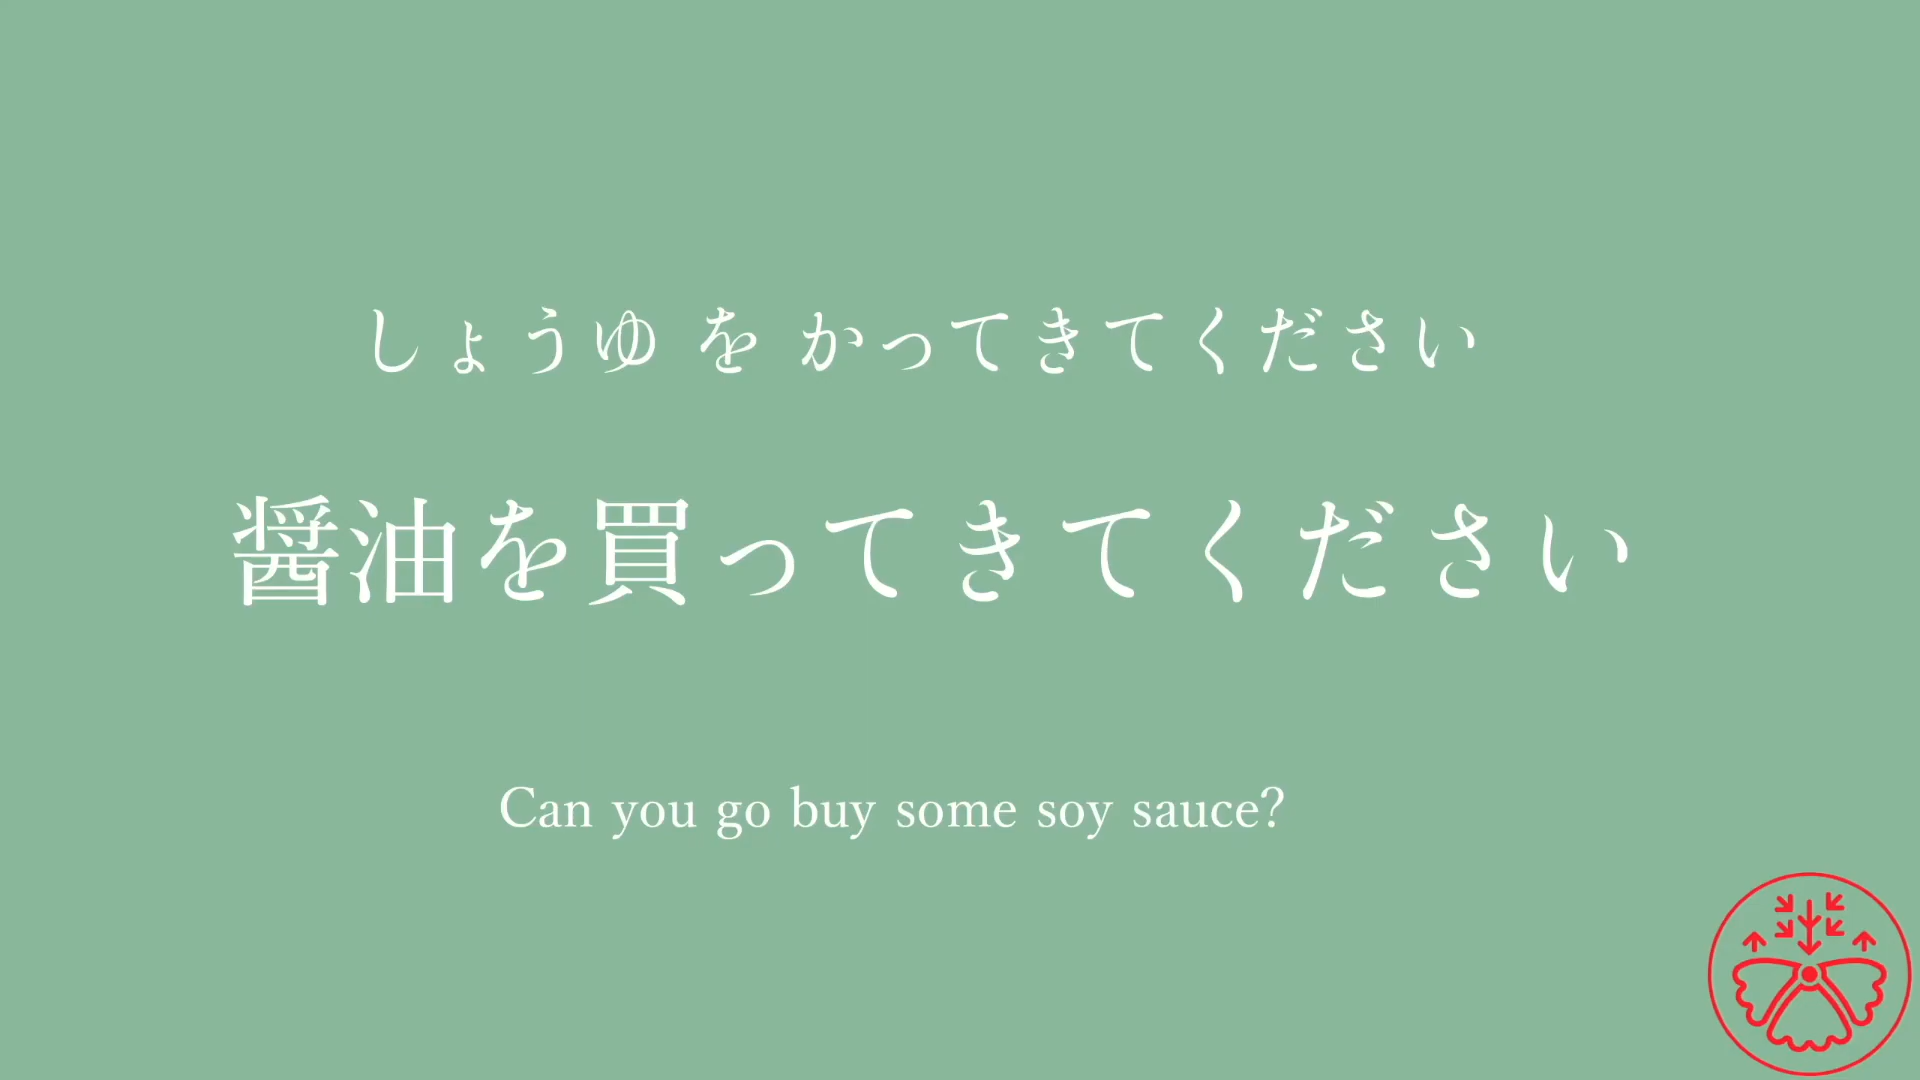 しょうゆ を かってきてください
醤油を買ってきてください
Can you go buy some soy sauce?